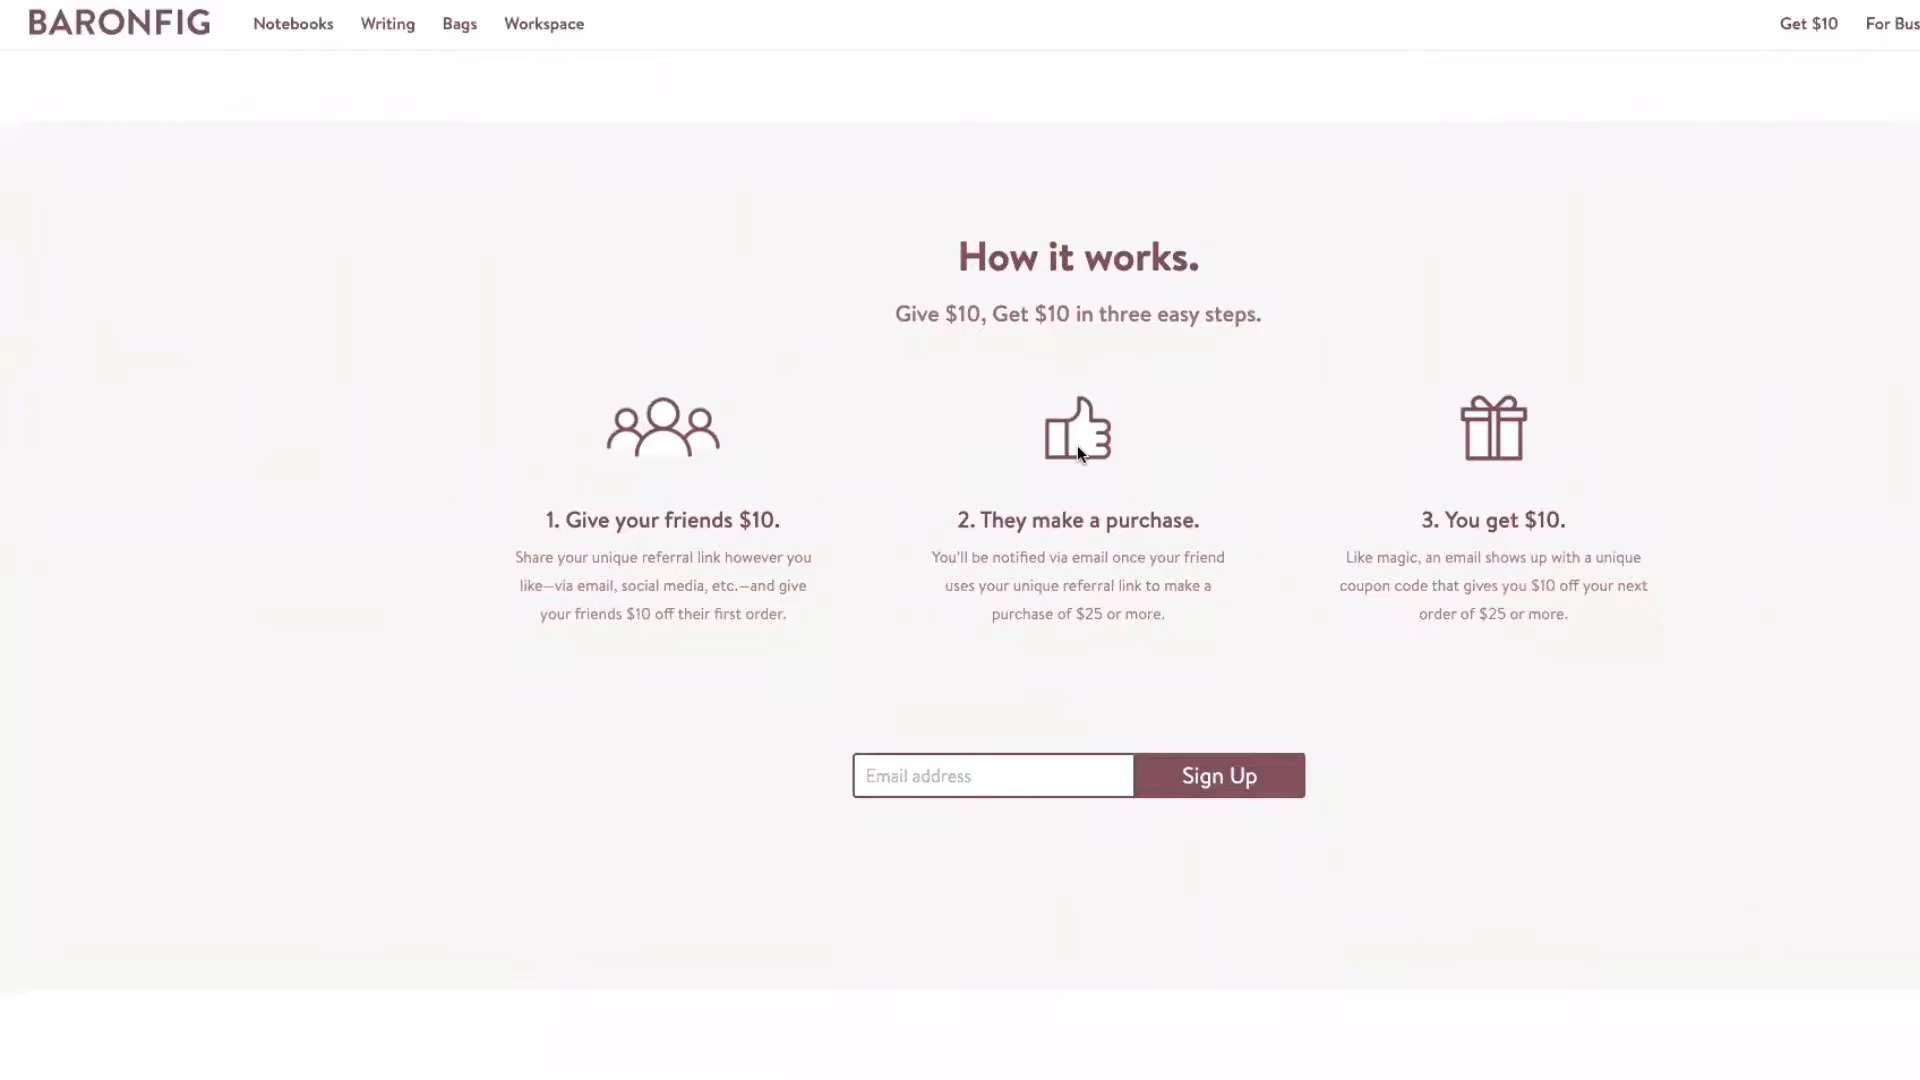 BARONFIG Notebooks Writing Bags Workspace Get $10 For Bus
How it works.
Give $10, Get $10 in three easy steps.
1. Give your friends $10.
Share your unique referral link however you
like—via email, social media, etc.—and give
your friends $10 off their first order.
2. They make a purchase.
You'll be notified via email once your friend
uses your unique referral link to make a
purchase of $25 or more.
3. You get $10.
Like magic, an email shows up with a unique
coupon code that gives you $10 off your next
order of $25 or more.
Email address Sign Up